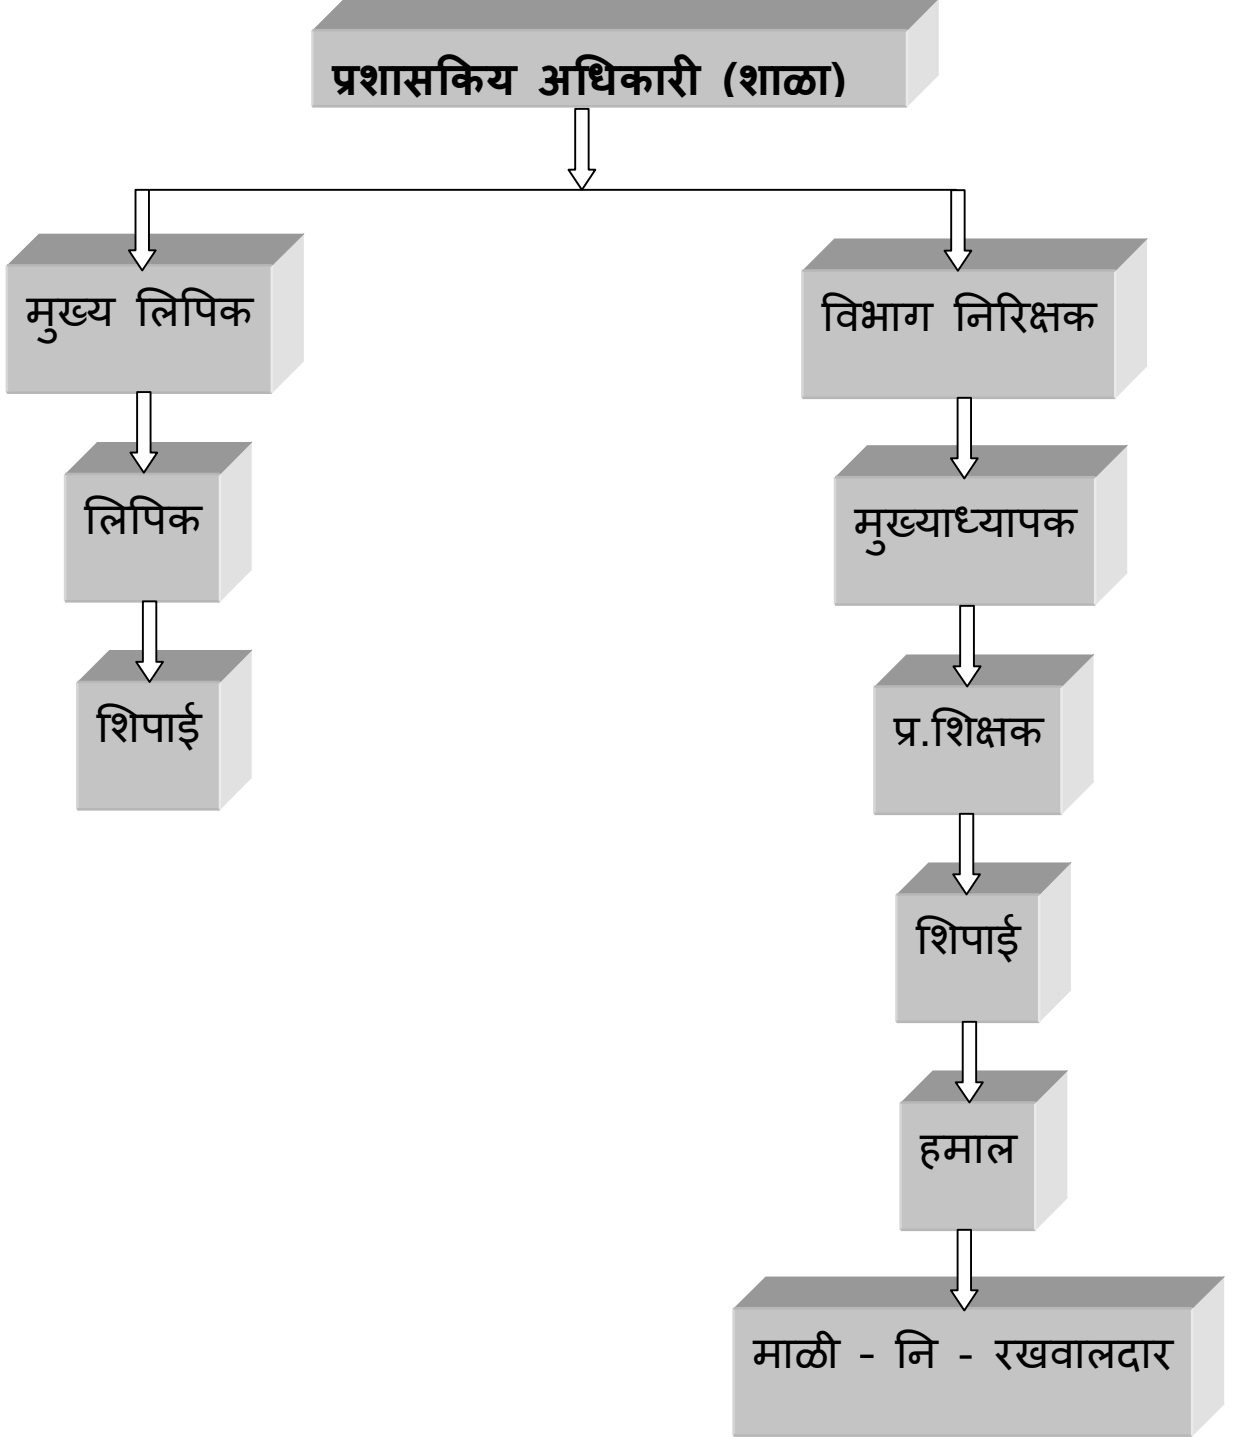 प्रशासकिय अधिकारी (शाळा)
मुख्य लिपिक
लिपिक
शिपाई
विभाग निरिक्षक
मुख्याध्यापक
प्र.शिक्षक
शिपाई
हमाल
माळी - नि - रखवालदार